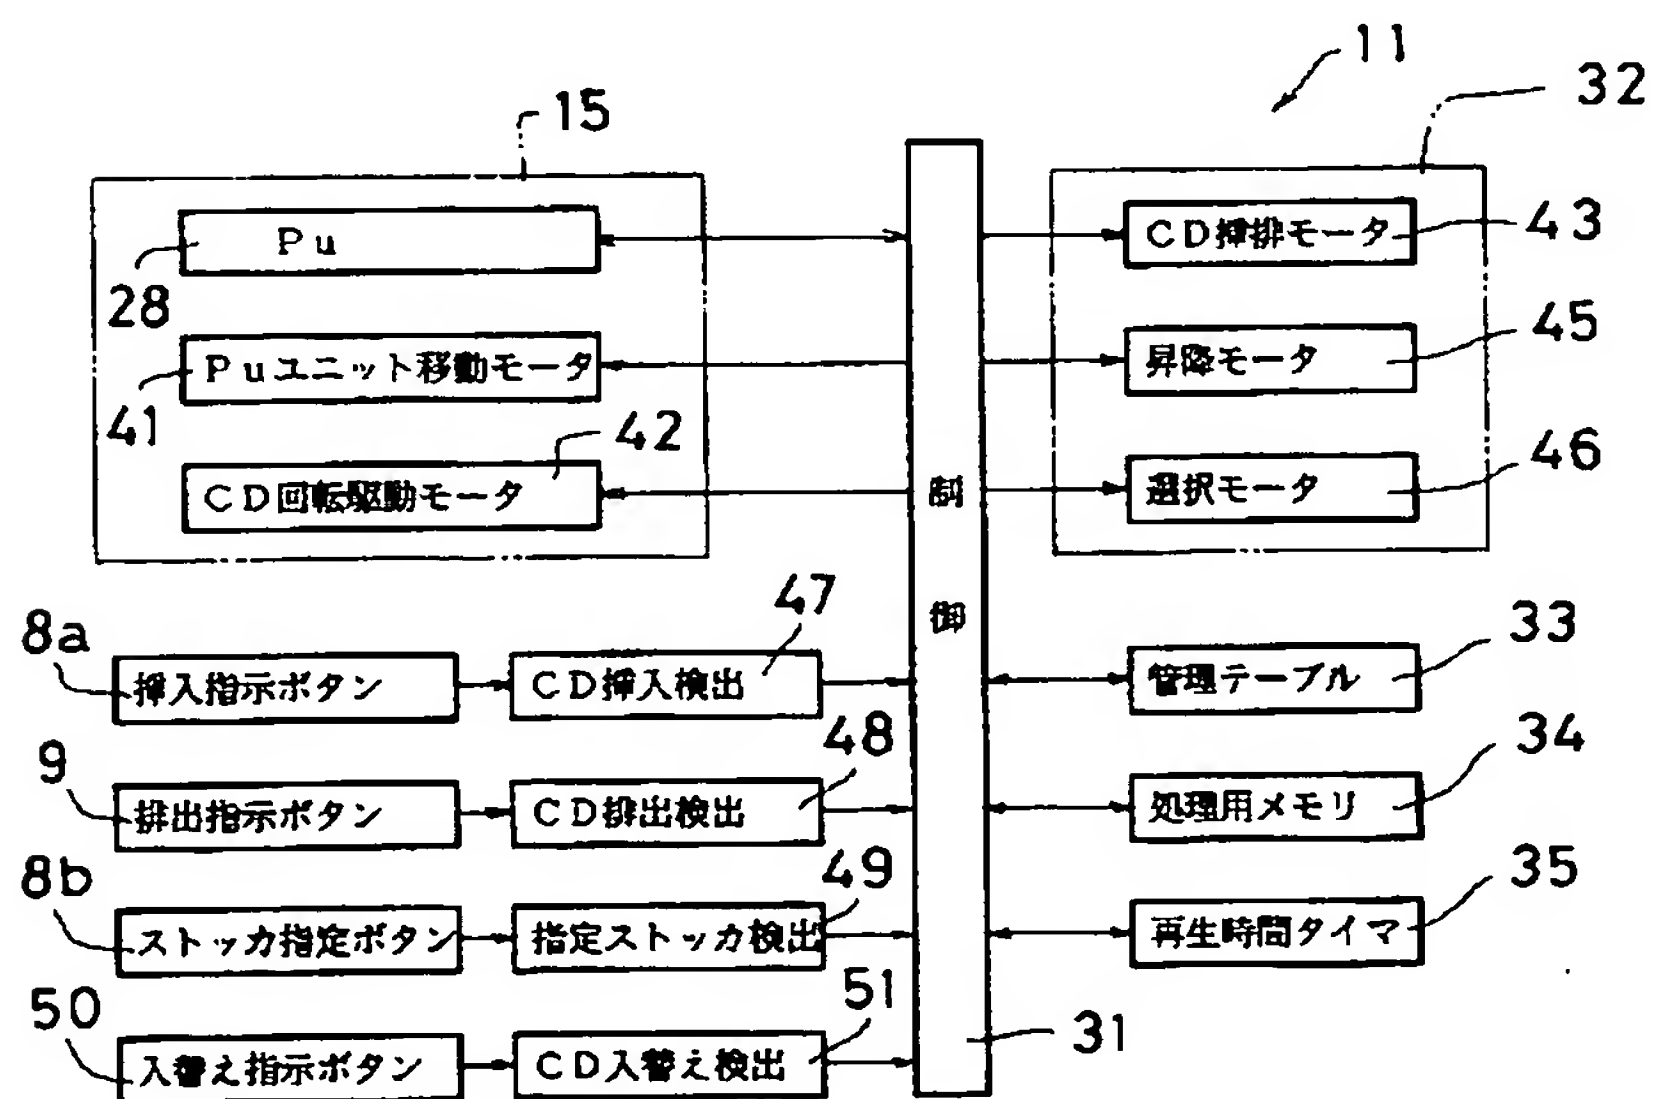 11
32
15
Pu
28
CD挿排モータ
43
Puユニット移動モータ
41
昇降モータ
45
42
CD回転駆動モータ
選択モータ
46
制御
47
8a
挿入指示ボタン
CD挿入検出
管理テーブル
33
48
9
排出指示ボタン
CD排出検出
処理用メモリ
34
49
8b
ストッカ指定ボタン
指定ストッカ検出
再生時間タイマ
35
51
50
入替え指示ボタン
CD入替え検出
31